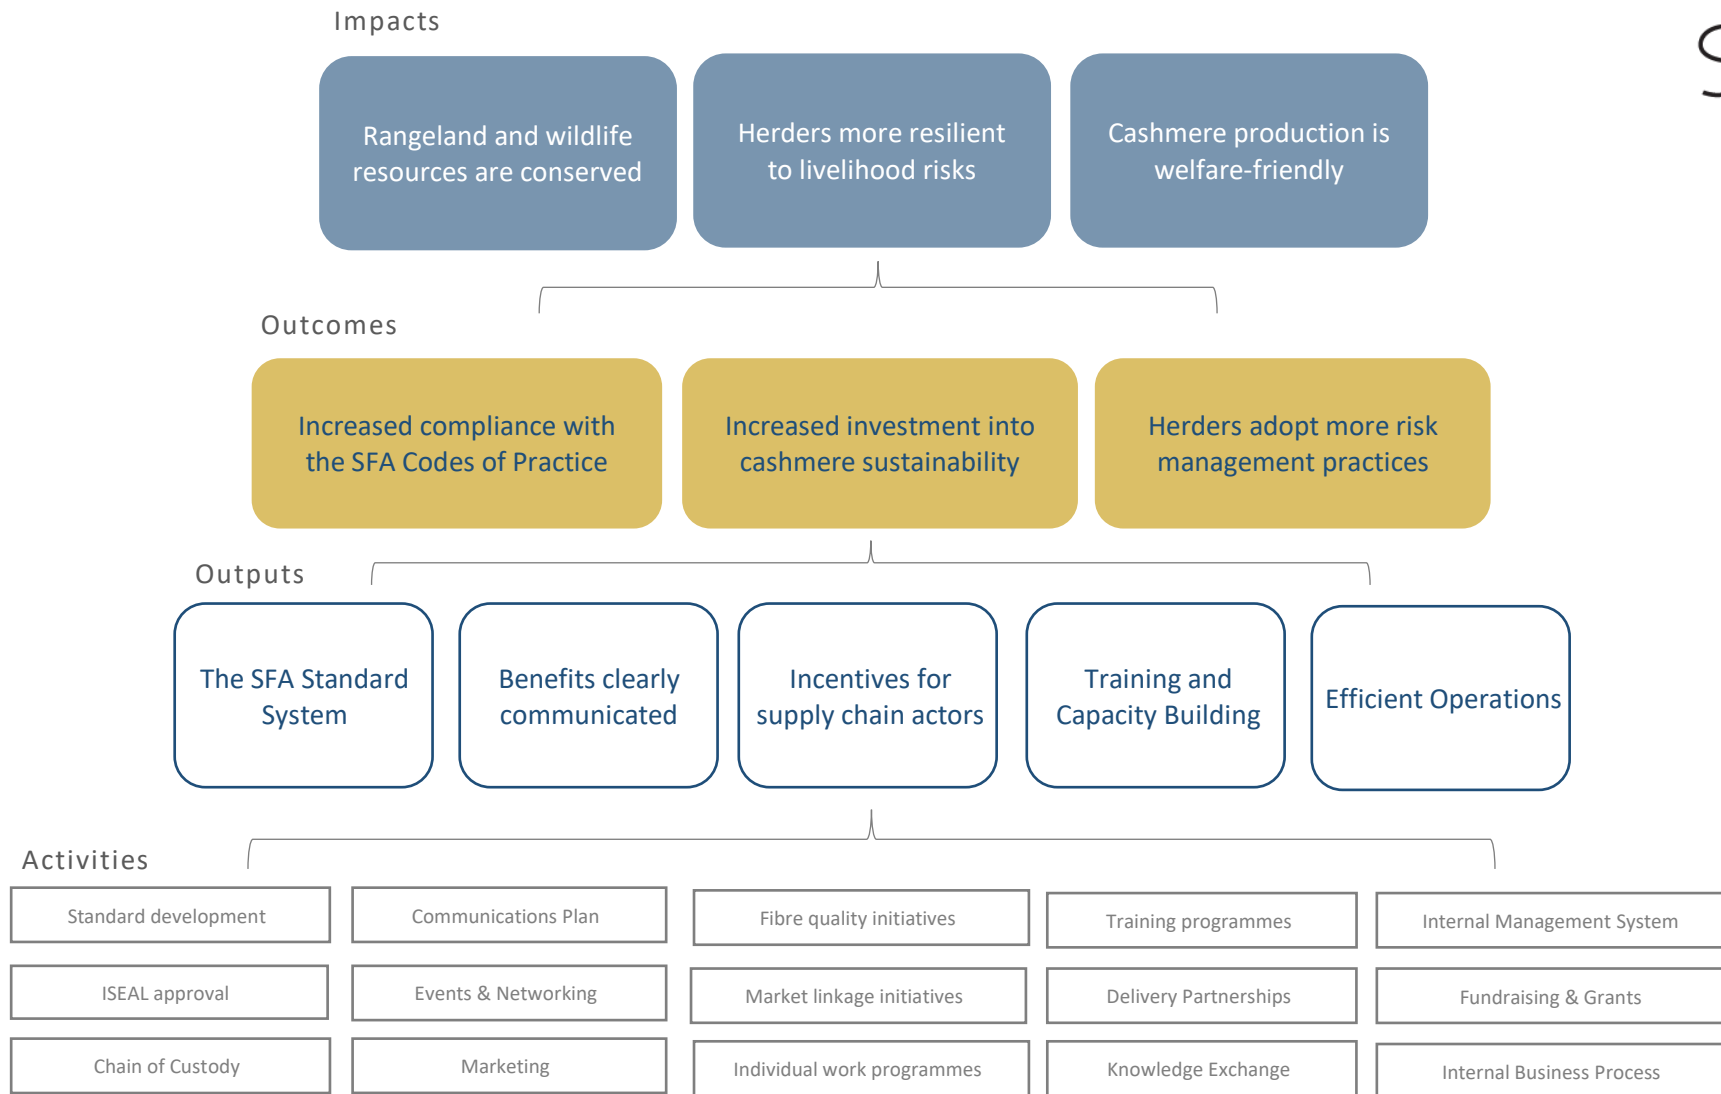 Impacts
Rangeland and wildlife
resources are conserved
Herders more resilient
to livelihood risks
Cashmere production is
welfare-friendly
Outcomes
Increased compliance with
the SFA Codes of Practice
Increased investment into
cashmere sustainability
Herders adopt more risk
management practices
Outputs
The SFA Standard
System
Benefits clearly
communicated
Incentives for
supply chain actors
Training and
Capacity Building
Efficient Operations
Activities
Standard development
Communications Plan
Fibre quality initiatives
Training programmes
Internal Management System
ISEAL approval
Events & Networking
Market linkage initiatives
Delivery Partnerships
Fundraising & Grants
Chain of Custody
Marketing
Individual work programmes
Knowledge Exchange
Internal Business Process